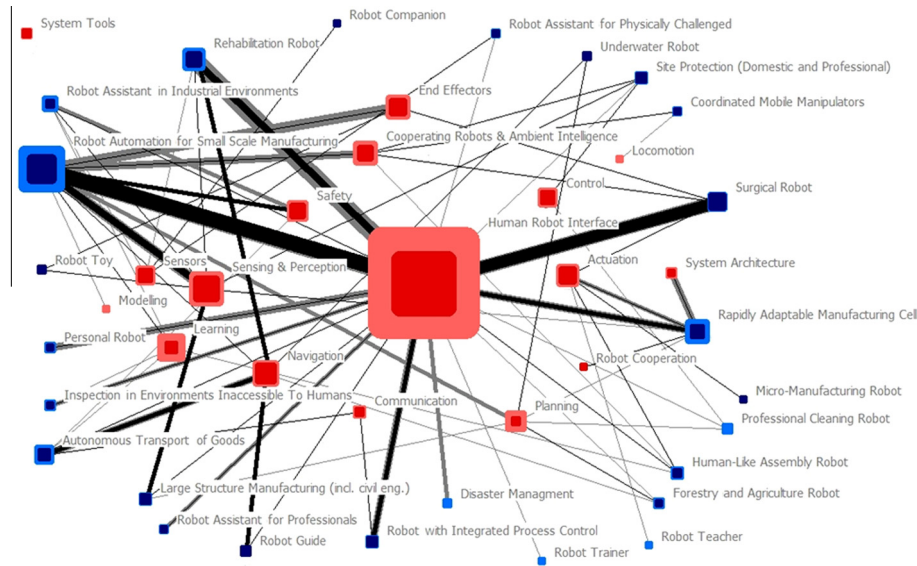 Robot Companion
System Tools
Robot Assistant for Physically Challenged
Rehabilitation Robot
Underwater Robot
Site Protection (Domestic and Professional)
Robot Assistant in Industrial Environments
End Effectors
Coordinated Mobile Manipulators
Robot Automation for Small Scale Manufacturing
Cooperating Robots & Ambient Intelligence
Locomotion
Safety
Control
Surgical Robot
Human Robot Interface
Robot Toy
Sensors
Sensing & Perception
Actuation
System Architecture
Modelling
Rapidly Adaptable Manufacturing Cell
Personal Robot
Learning
Navigation
Robot Cooperation
Inspection in Environments Inaccessible To Humans
Communication
Planning
Micro-Manufacturing Robot
Professional Cleaning Robot
Autonomous Transport of Goods
Human-Like Assembly Robot
Large Structure Manufacturing (incl. civil eng.)
Disaster Managment
Forestry and Agriculture Robot
Robot Assistant for Professionals
Robot Guide
Robot with Integrated Process Control
Robot Trainer
Robot Teacher